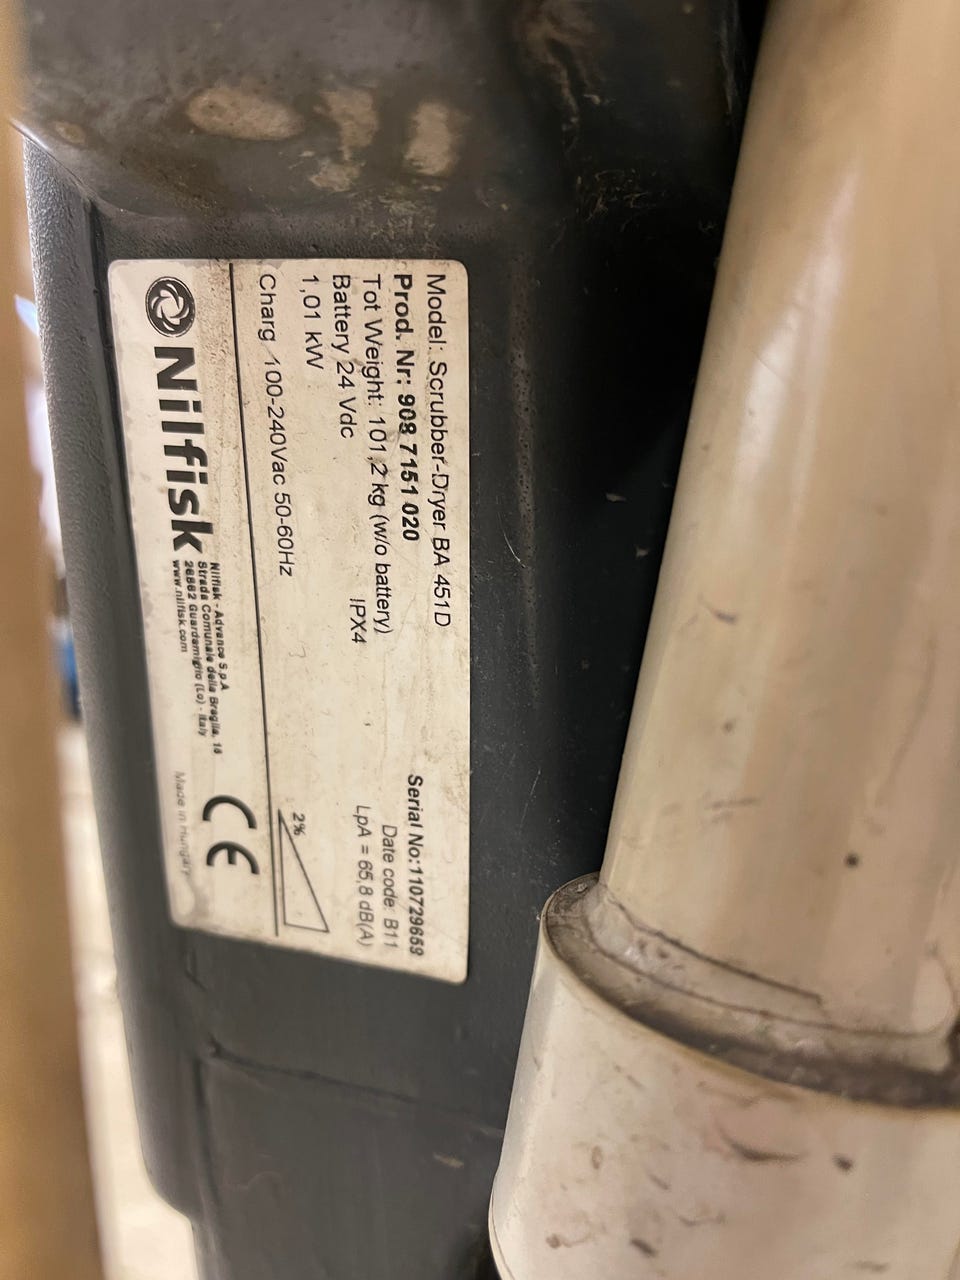 Model: Scrubber-Dryer BA 451D
Prod. Nr: 908 7151 020
Serial No:110729653
Tot Weight: 101,2 kg (w/o battery)
Date code: B11
Battery 24 Vdc
IPX4
LpA = 65,8 dB(A)
1,01 kW
2%
Charg 100-240Vac 50-60Hz
Nilfisk
Nilfisk - Advance S.p.A
Strada Comunale della Braglia, 18
26862 Guardamiglio (Lo) - Italy
www.nilfisk.com
CE
Made in Hungary